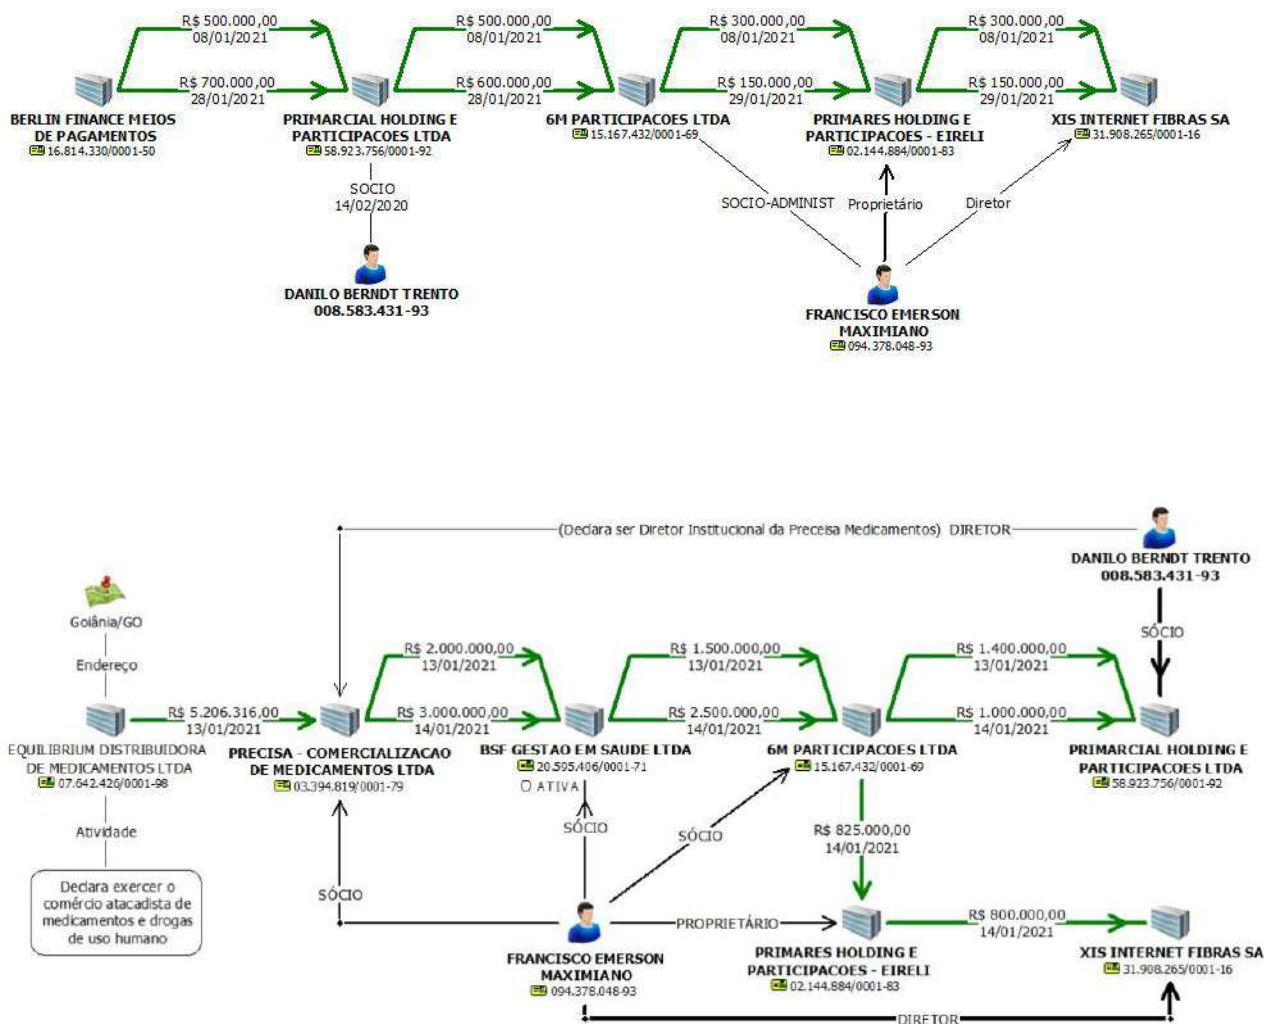 R$ 500.000,00
08/01/2021
R$ 500.000,00
08/01/2021
R$ 300.000,00
08/01/2021
R$ 300.000,00
08/01/2021
R$ 700.000,00
28/01/2021
R$ 600.000,00
28/01/2021
R$ 150.000,00
29/01/2021
R$ 150.000,00
29/01/2021
BERLIN FINANCE MEIOS
DE PAGAMENTOS
16.814.330/0001-50
PRIMARCIAL HOLDING E
PARTICIPACOES LTDA
58.923.756/0001-92
6M PARTICIPACOES LTDA
15.167.432/0001-69
PRIMARES HOLDING E
PARTICIPACOES - EIRELI
02.144.884/0001-83
XIS INTERNET FIBRAS SA
31.908.265/0001-16
SOCIO
14/02/2020
SOCIO-ADMINIST
Proprietário
Diretor
DANILO BERNDT TRENTO
008.583.431-93
FRANCISCO EMERSON
MAXIMIANO
094.378.048-93
(Declara ser Diretor Institucional da Preceisa Medicamentos) DIRETOR
DANILO BERNDT TRENTO
008.583.431-93
Goiânia/GO
Endereço
SÓCIO
R$ 2.000.000,00
13/01/2021
R$ 1.500.000,00
13/01/2021
R$ 1.400.000,00
13/01/2021
R$ 5.206.316,00
13/01/2021
R$ 3.000.000,00
14/01/2021
R$ 2.500.000,00
14/01/2021
R$ 1.000.000,00
14/01/2021
EQUILIBRIUM DISTRIBUIDORA
DE MEDICAMENTOS LTDA
07.642.426/0001-98
PRECISA - COMERCIALIZACAO
DE MEDICAMENTOS LTDA
03.394.819/0001-79
BSF GESTAO EM SAUDE LTDA
20.595.406/0001-71
O ATIVA
6M PARTICIPACOES LTDA
15.167.432/0001-69
PRIMARCIAL HOLDING E
PARTICIPACOES LTDA
58.923.756/0001-92
Atividade
SÓCIO
SÓCIO
R$ 825.000,00
14/01/2021
Declara exercer o
comércio atacadista de
medicamentos e drogas
de uso humano
SÓCIO
PROPRIETÁRIO
R$ 800.000,00
14/01/2021
FRANCISCO EMERSON
MAXIMIANO
094.378.048-93
PRIMARES HOLDING E
PARTICIPACOES - EIRELI
02.144.884/0001-83
XIS INTERNET FIBRAS SA
31.908.265/0001-16
DIRETOR